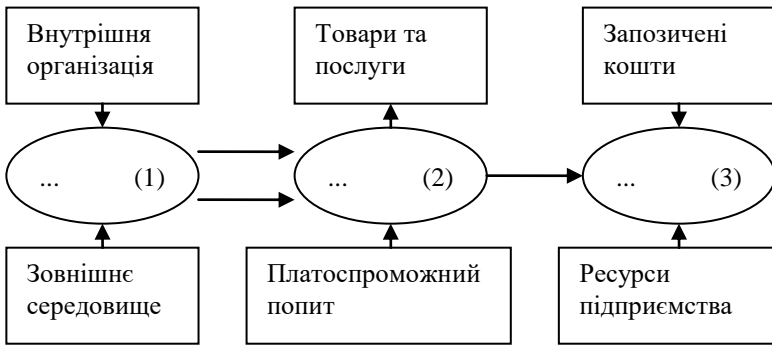 Внутрішня
організація
Товари та
послуги
Запозичені
кошти
... (1)
... (2)
... (3)
Зовнішнє
середовище
Платоспроможний
попит
Ресурси
підприємства